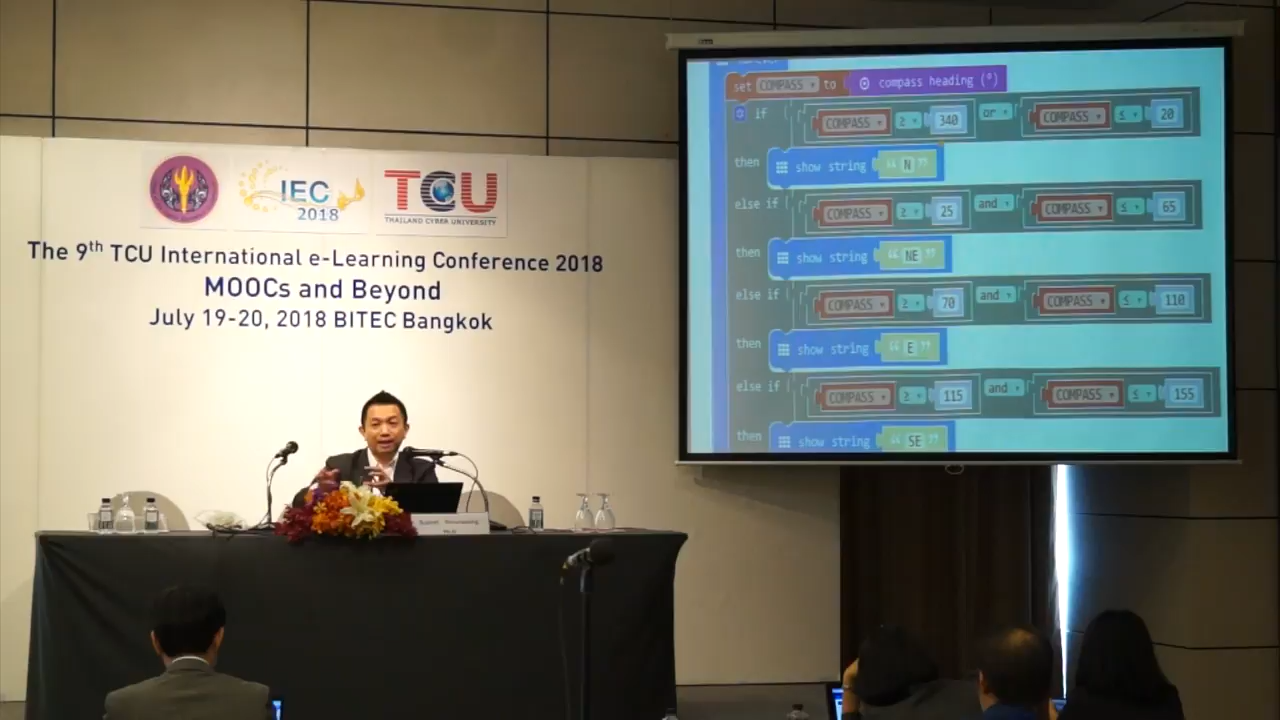 IEC
2018
TCU
THAILAND CYBER UNIVERSITY
The 9th TCU International e-Learning Conference 2018
MOOCs and Beyond
July 19-20, 2018 BITEC Bangkok
set COMPASS to compass heading (°)
if COMPASS ≥ 340 or COMPASS ≤ 20
then show string “ N ”
else if COMPASS ≥ 25 and COMPASS ≤ 65
then show string “ NE ”
else if COMPASS ≥ 70 and COMPASS ≤ 110
then show string “ E ”
else if COMPASS ≥ 115 and COMPASS ≤ 155
then show string “ SE ”